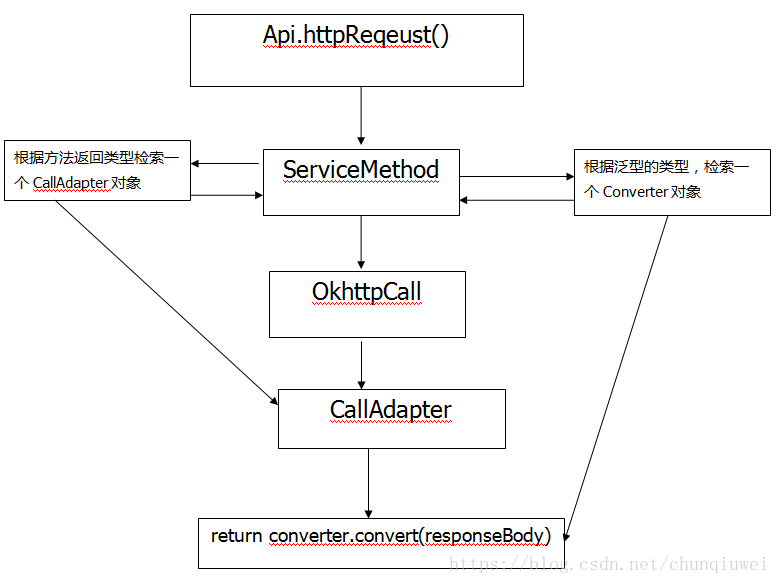 Api.httpReqeust()
根据方法返回类型检索一
个 CallAdapter 对象
ServiceMethod
根据泛型的类型，检索一
个 Converter 对象
OkhttpCall
CallAdapter
return converter.convert(responseBody)
https://blog.csdn.net/chunqiuwei